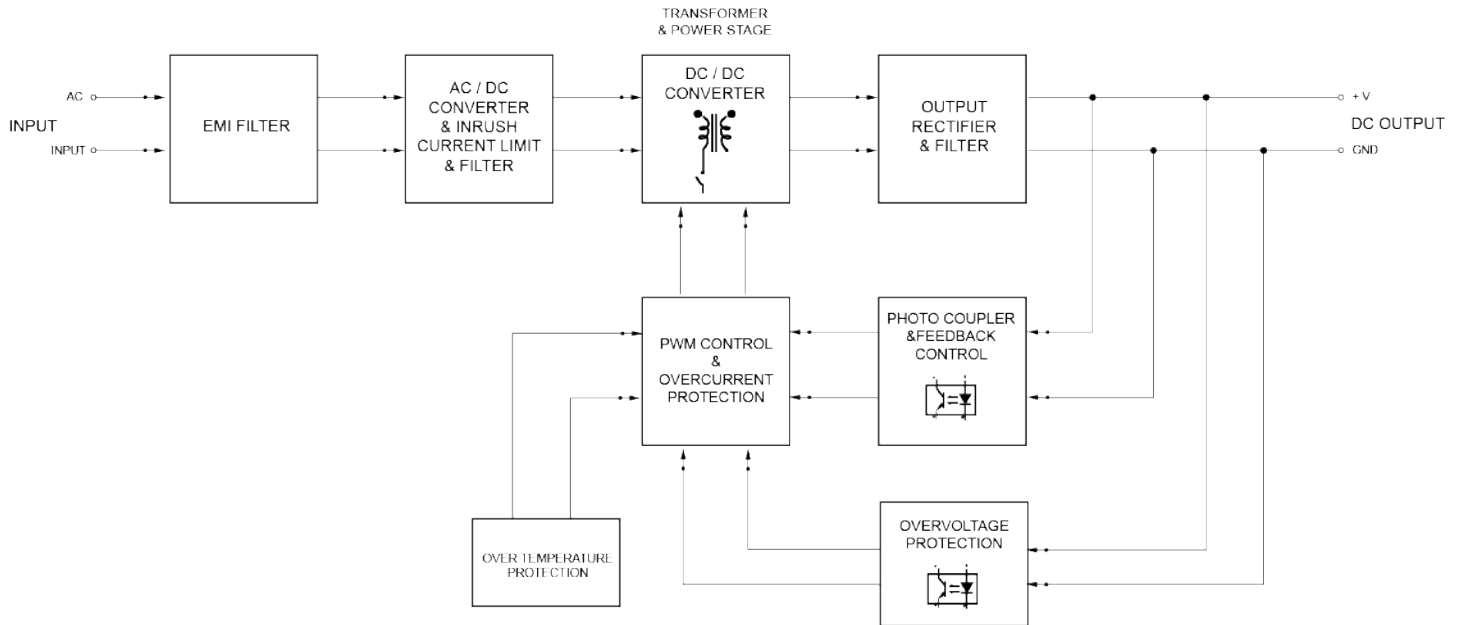 TRANSFORMER
& POWER STAGE
INPUT
AC
INPUT
EMI FILTER
AC / DC
CONVERTER
& INRUSH
CURRENT LIMIT
& FILTER
DC / DC
CONVERTER
OUTPUT
RECTIFIER
& FILTER
+ V
DC OUTPUT
GND
PWM CONTROL
&
OVERCURRENT
PROTECTION
PHOTO COUPLER
&FEEDBACK
CONTROL
OVER TEMPERATURE
PROTECTION
OVERVOLTAGE
PROTECTION